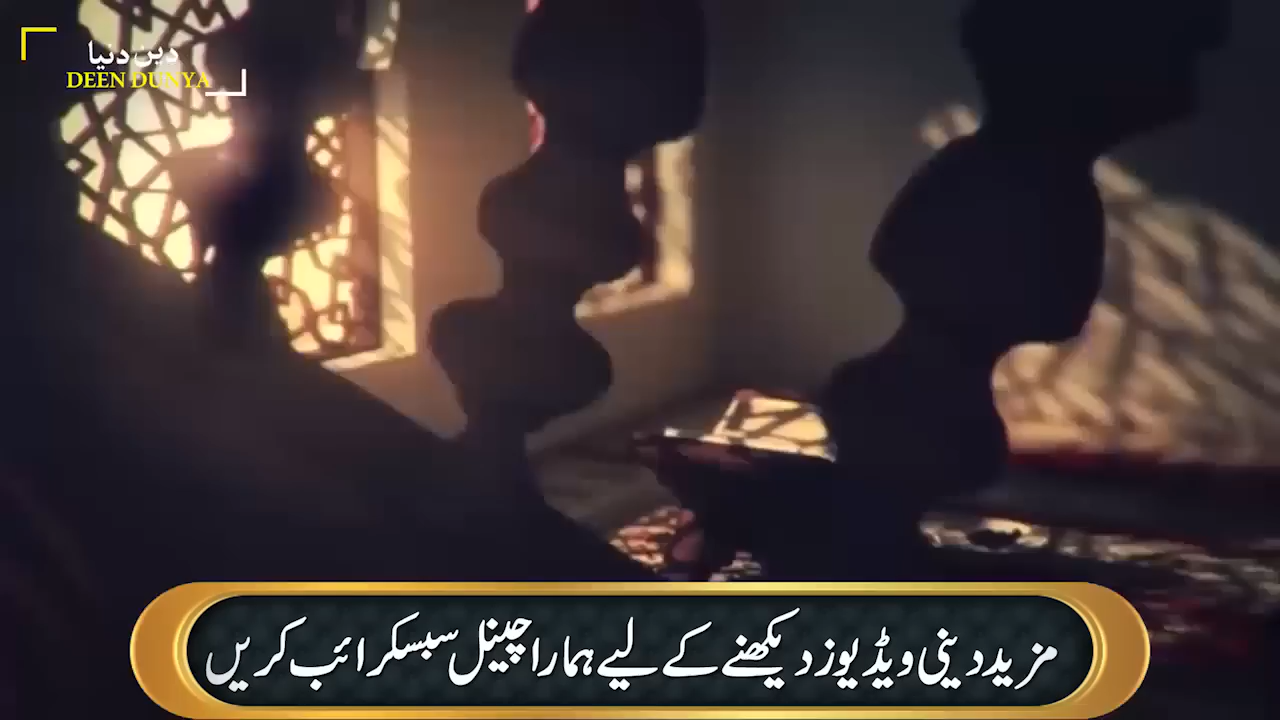 دین دنیا
DEEN DUNYA
مزید دینی ویڈیوز دیکھنے کے لیے ہمارا چینل سبسکرائب کریں